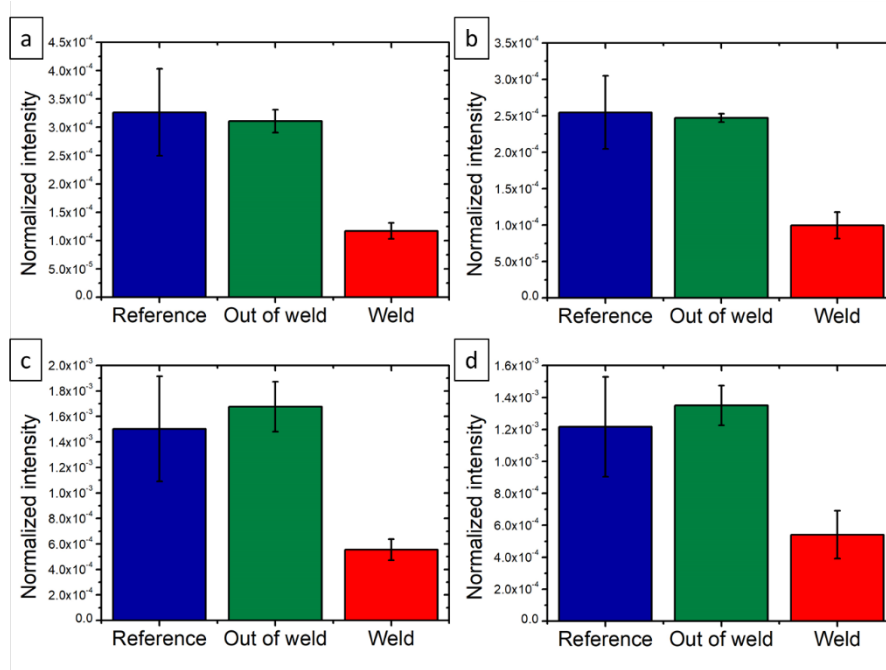 a
Normalized intensity
4.5x10⁻⁴
4.0x10⁻⁴
3.5x10⁻⁴
3.0x10⁻⁴
2.5x10⁻⁴
2.0x10⁻⁴
1.5x10⁻⁴
1.0x10⁻⁴
5.0x10⁻⁵
0.0
Reference Out of weld Weld
b
Normalized intensity
3.5x10⁻⁴
3.0x10⁻⁴
2.5x10⁻⁴
2.0x10⁻⁴
1.5x10⁻⁴
1.0x10⁻⁴
5.0x10⁻⁵
0.0
Reference Out of weld Weld
c
Normalized intensity
2.0x10⁻³
1.8x10⁻³
1.6x10⁻³
1.4x10⁻³
1.2x10⁻³
1.0x10⁻³
8.0x10⁻⁴
6.0x10⁻⁴
4.0x10⁻⁴
2.0x10⁻⁴
0.0
Reference Out of weld Weld
d
Normalized intensity
1.6x10⁻³
1.4x10⁻³
1.2x10⁻³
1.0x10⁻³
8.0x10⁻⁴
6.0x10⁻⁴
4.0x10⁻⁴
2.0x10⁻⁴
0.0
Reference Out of weld Weld